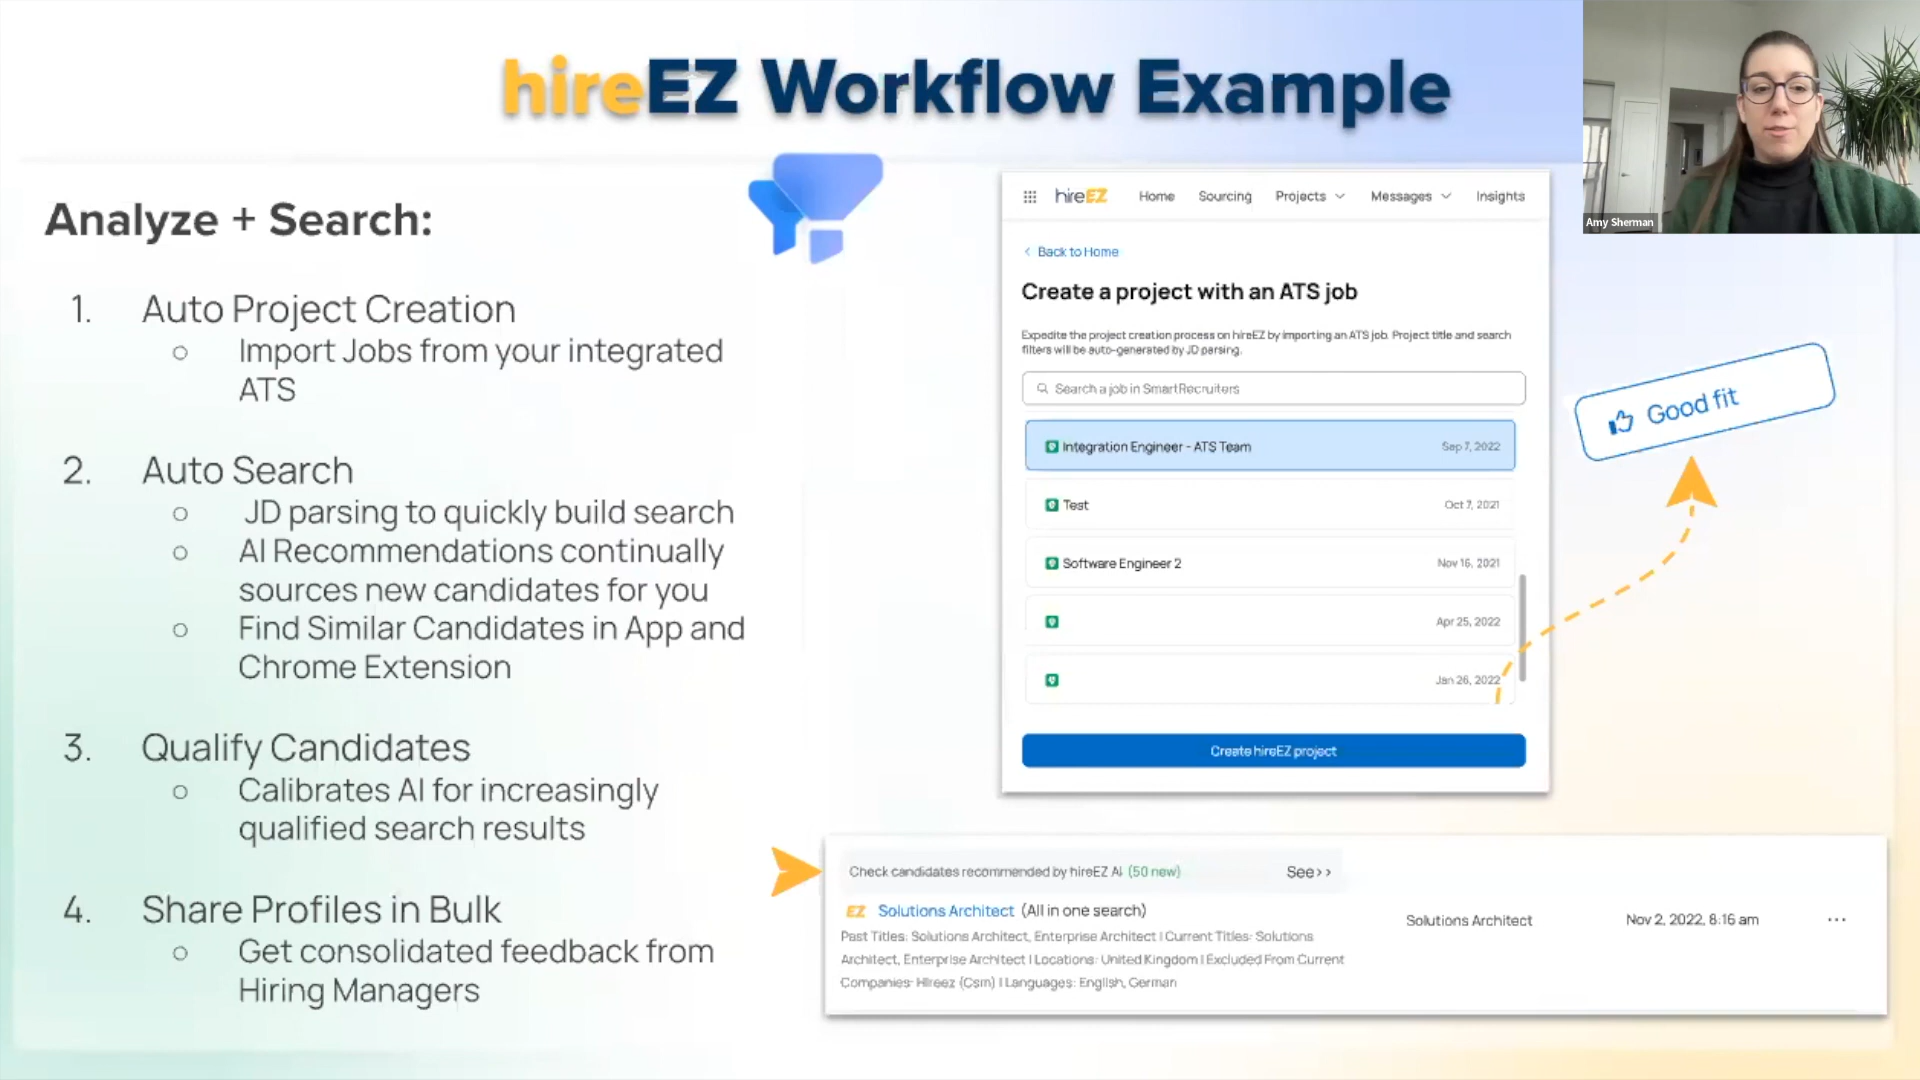 hireEZ Workflow Example
Amy Sherman
Analyze + Search:
1. Auto Project Creation
○ Import Jobs from your integrated
ATS
2. Auto Search
○ JD parsing to quickly build search
○ AI Recommendations continually
sources new candidates for you
○ Find Similar Candidates in App and
Chrome Extension
3. Qualify Candidates
○ Calibrates AI for increasingly
qualified search results
4. Share Profiles in Bulk
○ Get consolidated feedback from
Hiring Managers
hireEZ Home Sourcing Projects Messages Insights
Back to Home
Create a project with an ATS job
Expedite the project creation process on hireEZ by importing an ATS job. Project title and search
filters will be auto-generated by JD parsing.
Search a job in SmartRecruiters
Integration Engineer - ATS Team Sep 7, 2022
Test Oct 7, 2021
Software Engineer 2 Nov 16, 2021
Apr 25, 2022
Jan 26, 2022
Create hireEZ project
Good fit
Check candidates recommended by hireEZ AI (50 new) See>>
EZ Solutions Architect (All in one search) Solutions Architect Nov 2, 2022, 8:16 am ...
Past Titles: Solutions Architect, Enterprise Architect | Current Titles: Solutions
Architect, Enterprise Architect | Locations: United Kingdom | Excluded From Current
Companies: Hireez (Csm) | Languages: English, German